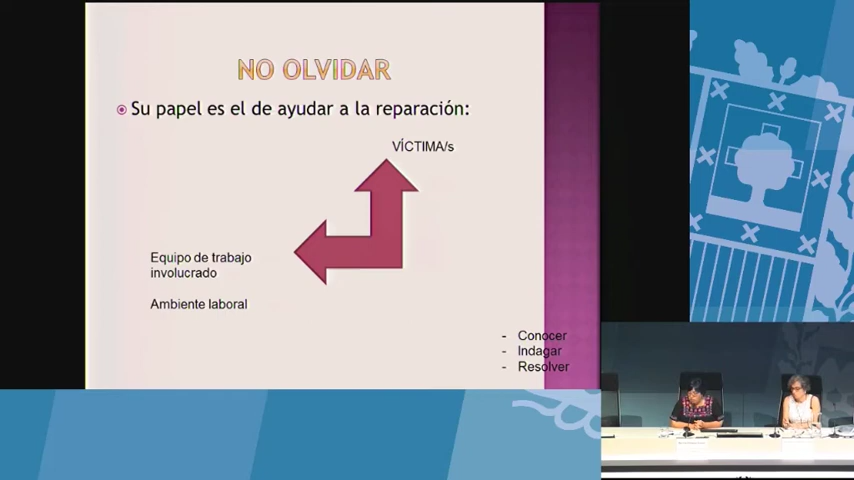 NO OLVIDAR
Su papel es el de ayudar a la reparación:
VÍCTIMA/s
Equipo de trabajo
involucrado
Ambiente laboral
- Conocer
- Indagar
- Resolver